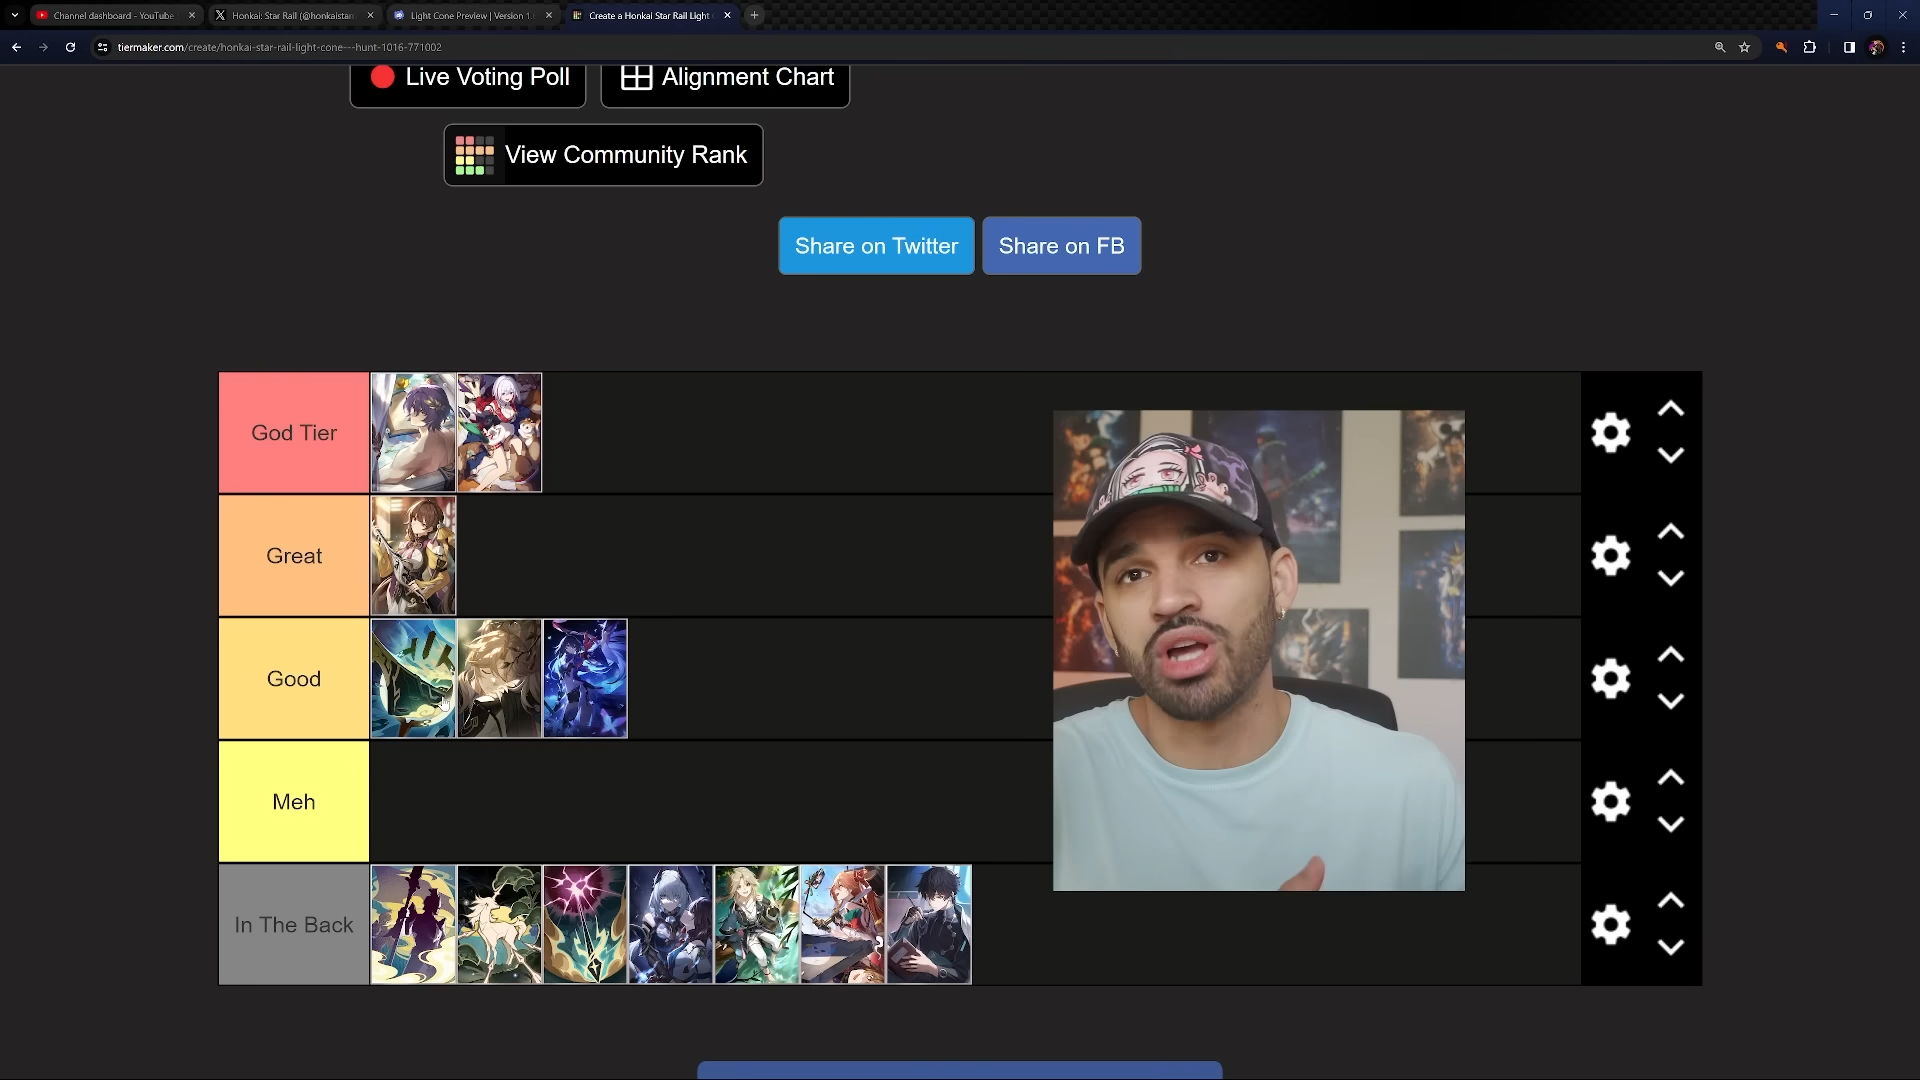 Channel dashboard - YouTube
Honkai: Star Rail (@honkaistar
Light Cone Preview | Version 1.
Create a Honkai Star Rail Light
tiermaker.com/create/honkai-star-rail-light-cone---hunt-1016-771002
Live Voting Poll
Alignment Chart
View Community Rank
Share on Twitter
Share on FB
God Tier
Great
Good
Meh
In The Back